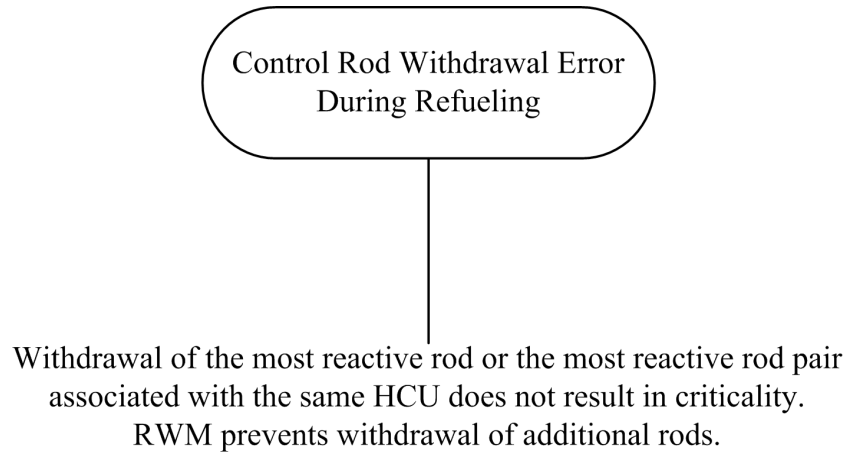 Control Rod Withdrawal Error
During Refueling
Withdrawal of the most reactive rod or the most reactive rod pair
associated with the same HCU does not result in criticality.
RWM prevents withdrawal of additional rods.